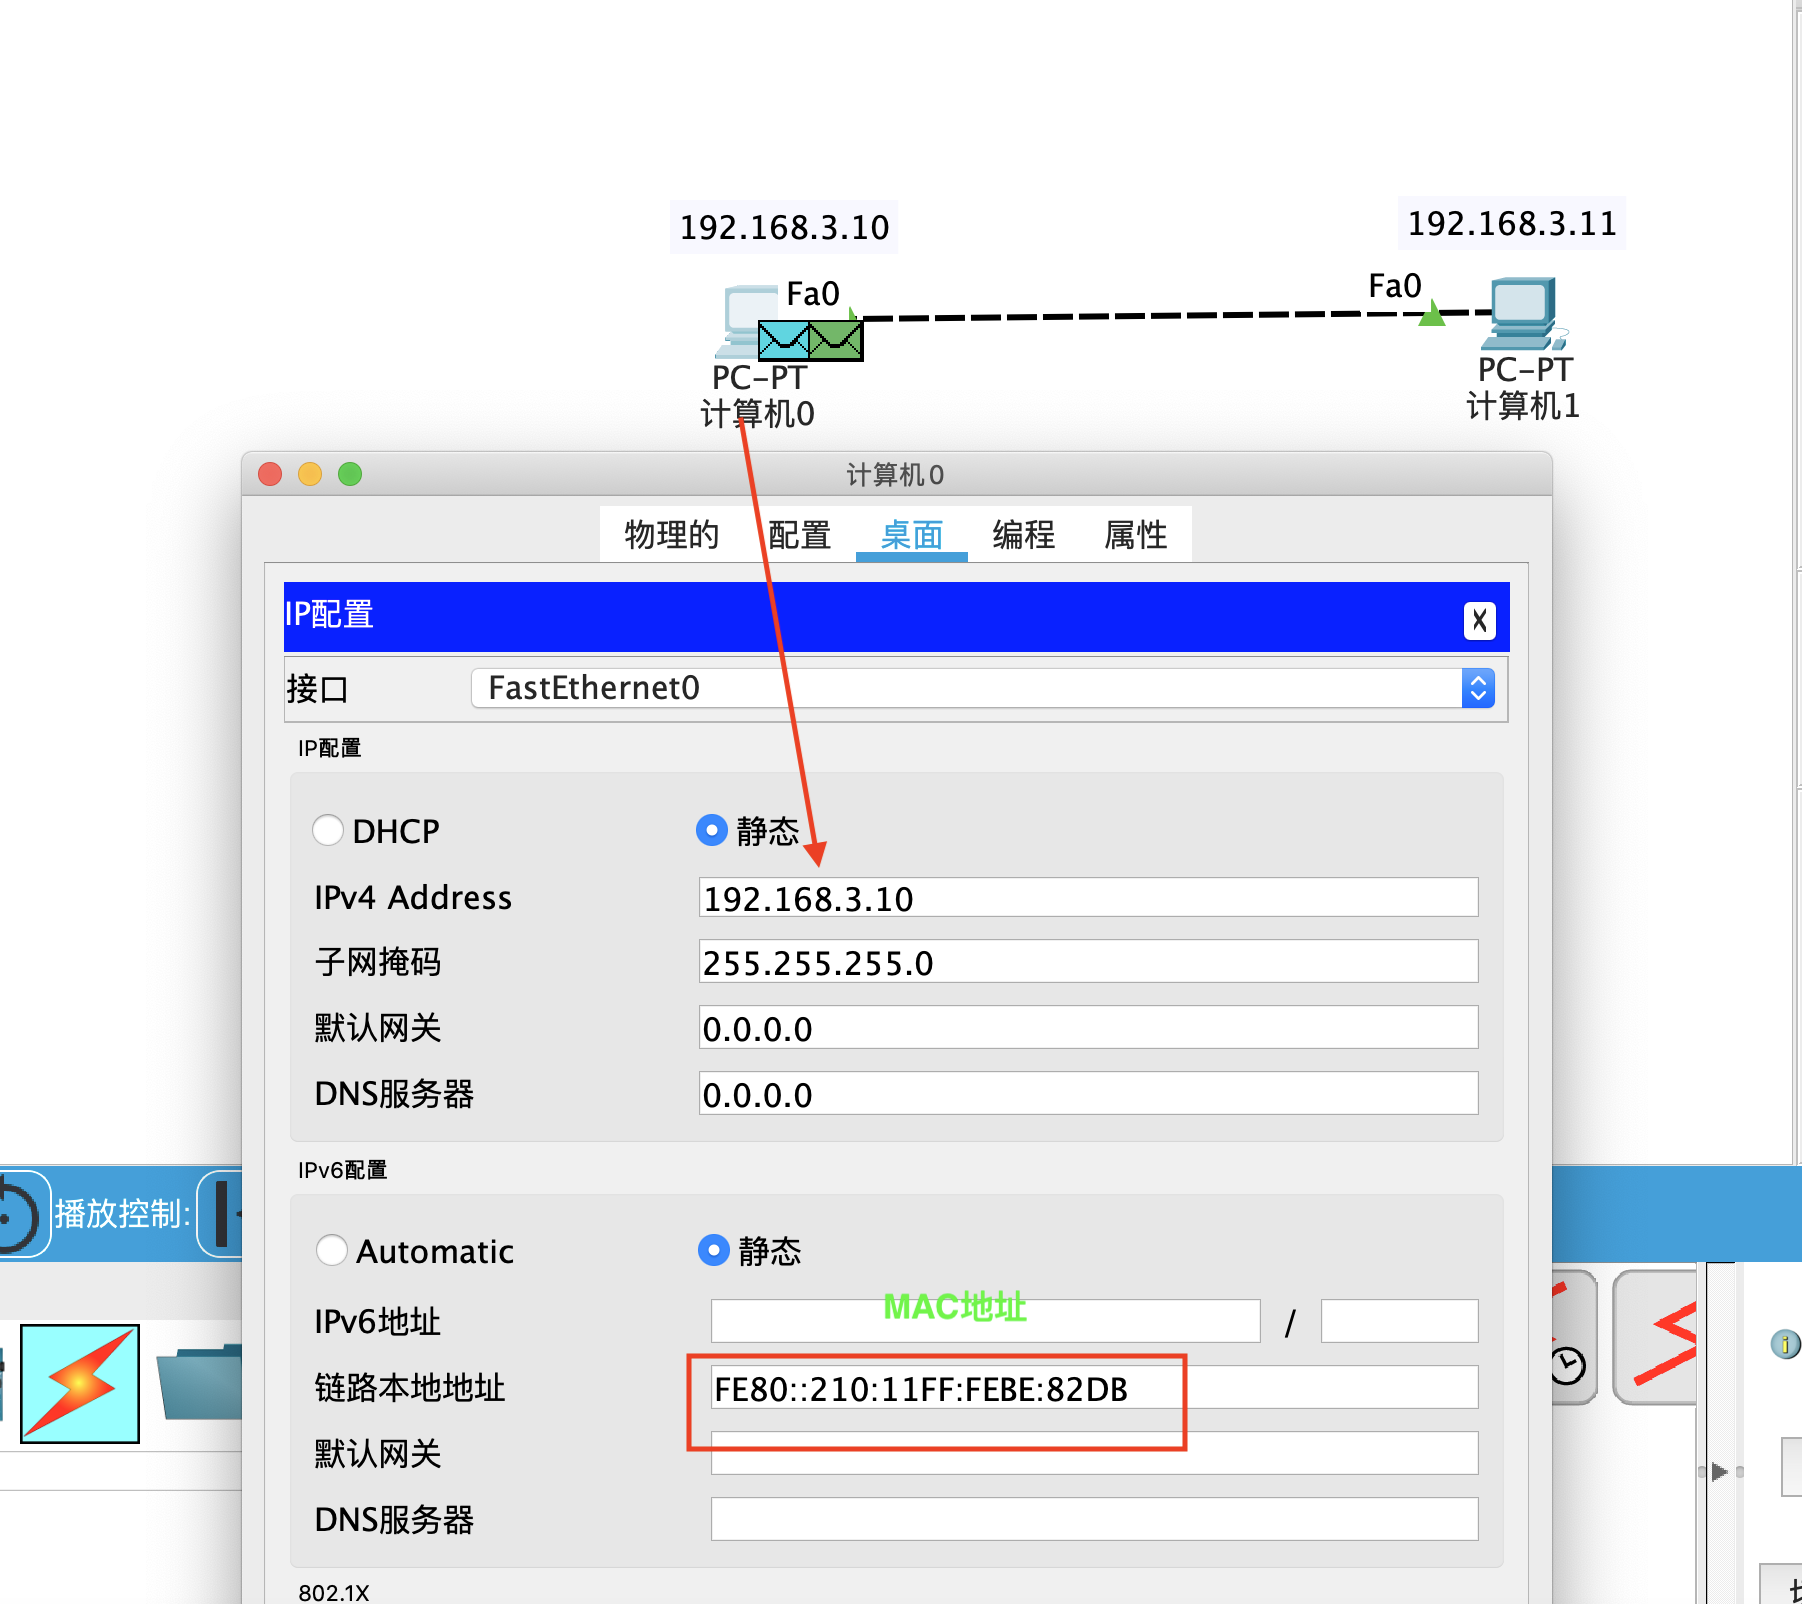 192.168.3.10
192.168.3.11
Fa0
Fa0
PC-PT
计算机0
PC-PT
计算机1
计算机0
物理的 配置 桌面 编程 属性
IP配置
X
接口 FastEthernet0
IP配置
DHCP 静态
IPv4 Address 192.168.3.10
子网掩码 255.255.255.0
默认网关 0.0.0.0
DNS服务器 0.0.0.0
IPv6配置
播放控制:
Automatic 静态
MAC地址
IPv6地址 /
链路本地地址 FE80::210:11FF:FEBE:82DB
默认网关
DNS服务器
802.1X